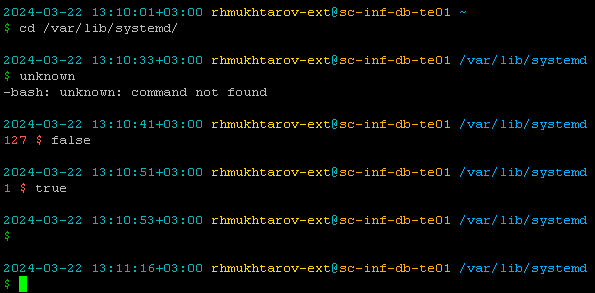 2024-03-22 13:10:01+03:00 rhmukhtarov-ext@sc-inf-db-te01 ~
$ cd /var/lib/systemd/
2024-03-22 13:10:33+03:00 rhmukhtarov-ext@sc-inf-db-te01 /var/lib/systemd
$ unknown
-bash: unknown: command not found
2024-03-22 13:10:41+03:00 rhmukhtarov-ext@sc-inf-db-te01 /var/lib/systemd
127 $ false
2024-03-22 13:10:51+03:00 rhmukhtarov-ext@sc-inf-db-te01 /var/lib/systemd
1 $ true
2024-03-22 13:10:53+03:00 rhmukhtarov-ext@sc-inf-db-te01 /var/lib/systemd
$
2024-03-22 13:11:16+03:00 rhmukhtarov-ext@sc-inf-db-te01 /var/lib/systemd
$